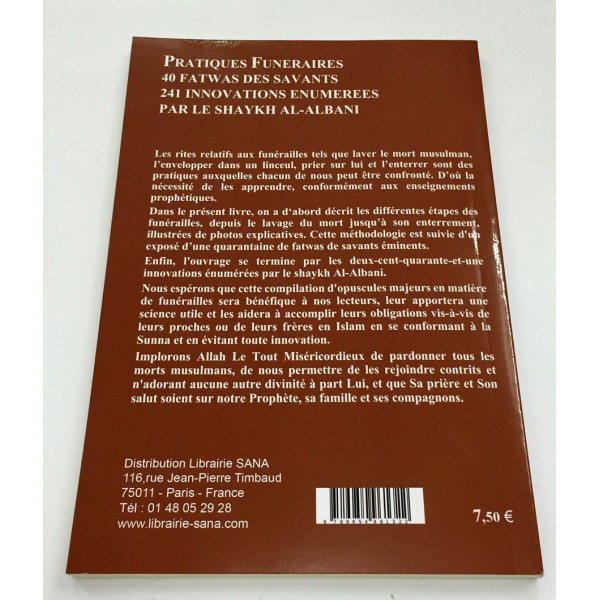 PRATIQUES FUNERAIRES
40 FATWAS DES SAVANTS
241 INNOVATIONS ENUMEREES
PAR LE SHAYKH AL-ALBANI
Les rites relatifs aux funérailles tels que laver le mort musulman,
l'envelopper dans un linceul, prier sur lui et l'enterrer sont des
pratiques auxquelles chacun de nous peut être confronté. D'où la
nécessité de les apprendre, conformément aux enseignements
prophétiques.
Dans le présent livre, on a d'abord décrit les différentes étapes des
funérailles, depuis le lavage du mort jusqu'à son enterrement,
illustrées de photos explicatives. Cette méthodologie est suivie d'un
exposé d'une quarantaine de fatwas de savants éminents.
Enfin, l'ouvrage se termine par les deux-cent-quarante-et-une
innovations énumérées par le shaykh Al-Albani.
Nous espérons que cette compilation d'opuscules majeurs en matière
de funérailles sera bénéfique à nos lecteurs, leur apportera une
science utile et les aidera à accomplir leurs obligations vis-à-vis de
leurs proches ou de leurs frères en Islam en se conformant à la
Sunna et en évitant toute innovation.
Implorons Allah Le Tout Miséricordieux de pardonner tous les
morts musulmans, de nous permettre de les rejoindre contrits et
n'adorant aucune autre divinité à part Lui, et que Sa prière et Son
salut soient sur notre Prophète, sa famille et ses compagnons.
Distribution Librairie SANA
116,rue Jean-Pierre Timbaud
75011 - Paris - France
Tél : 01 48 05 29 28
www.librairie-sana.com
7,50 €